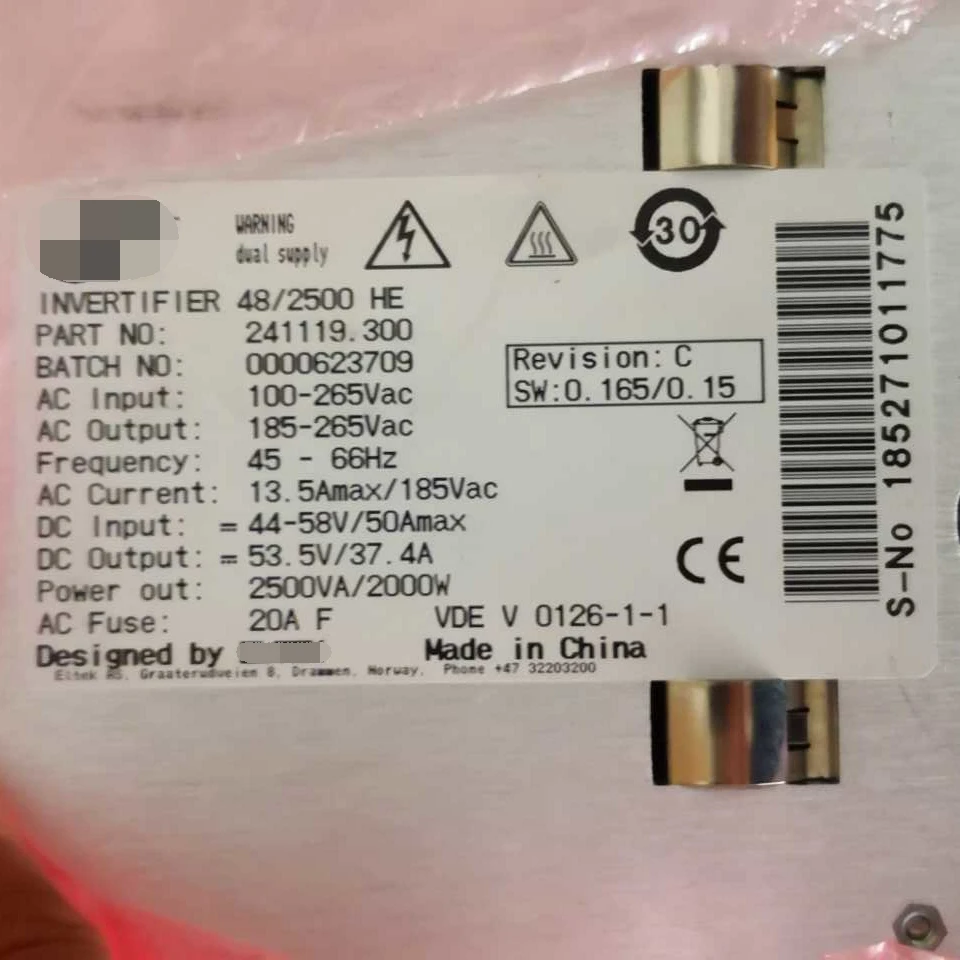 WARNING
dual supply
30
INVERTIFIER 48/2500 HE
PART NO: 241119.300
BATCH NO: 0000623709
AC Input: 100-265Vac
AC Output: 185-265Vac
Frequency: 45 - 66Hz
AC Current: 13.5Amax/185Vac
DC Input: = 44-58V/50Amax
DC Output: = 53.5V/37.4A
Power out: 2500VA/2000W
AC Fuse: 20A F VDE V 0126-1-1
Designed by Made in China
Eltek AS, Graaterudveien 8, Drammen, Norway, Phone +47 32203200
Revision: C
SW:0.165/0.15
CE
S-No 185271011775